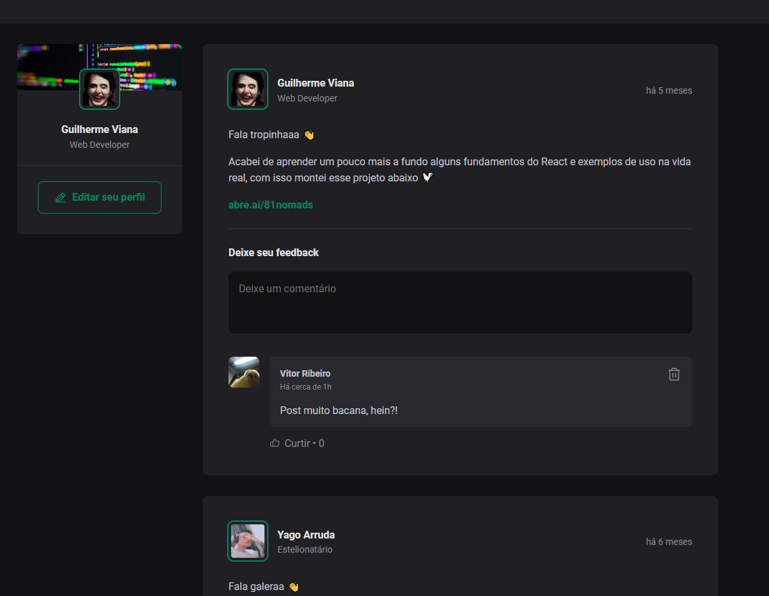 Guilherme Viana
Web Developer
Editar seu perfil
Guilherme Viana
Web Developer
há 5 meses
Fala tropinhaaa 👋
Acabei de aprender um pouco mais a fundo alguns fundamentos do React e exemplos de uso na vida
real, com isso montei esse projeto abaixo 🕊
abre.ai/81nomads
Deixe seu feedback
Deixe um comentário
Vitor Ribeiro
Há cerca de 1h
Post muito bacana, hein?!
Curtir • 0
Yago Arruda
Estelionatário
há 6 meses
Fala galeraa 👋